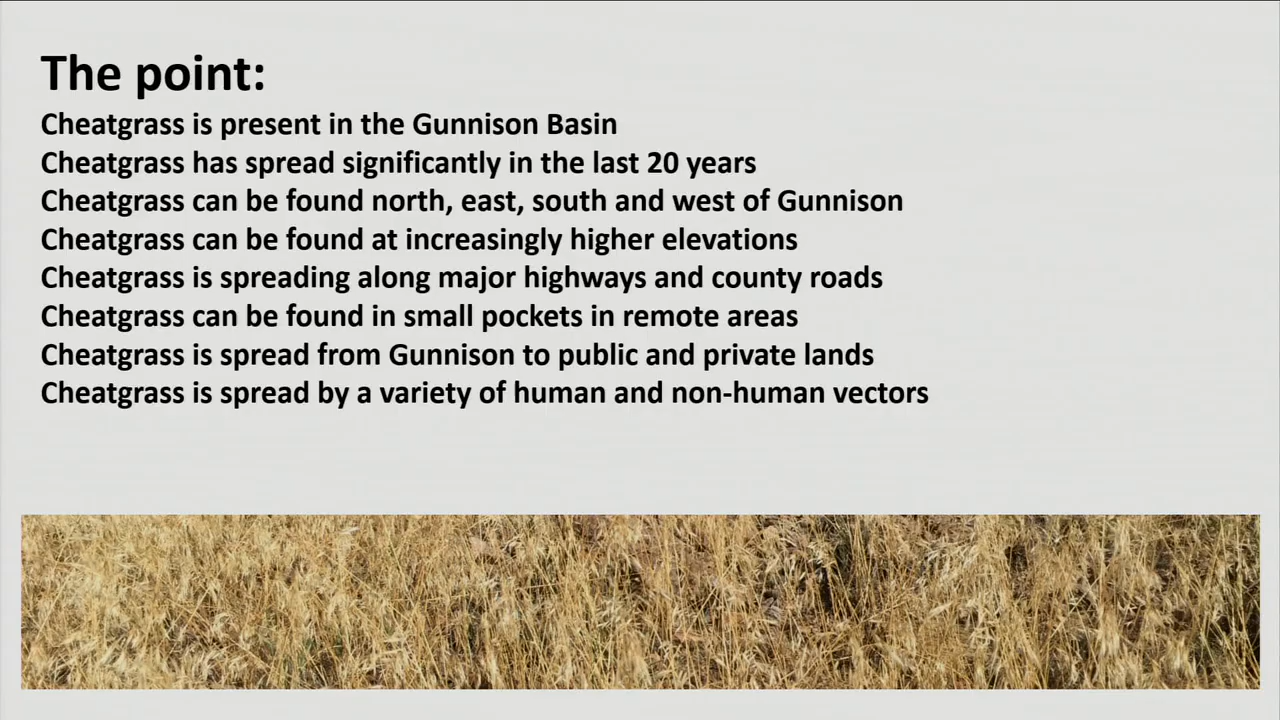 The point:
Cheatgrass is present in the Gunnison Basin
Cheatgrass has spread significantly in the last 20 years
Cheatgrass can be found north, east, south and west of Gunnison
Cheatgrass can be found at increasingly higher elevations
Cheatgrass is spreading along major highways and county roads
Cheatgrass can be found in small pockets in remote areas
Cheatgrass is spread from Gunnison to public and private lands
Cheatgrass is spread by a variety of human and non-human vectors